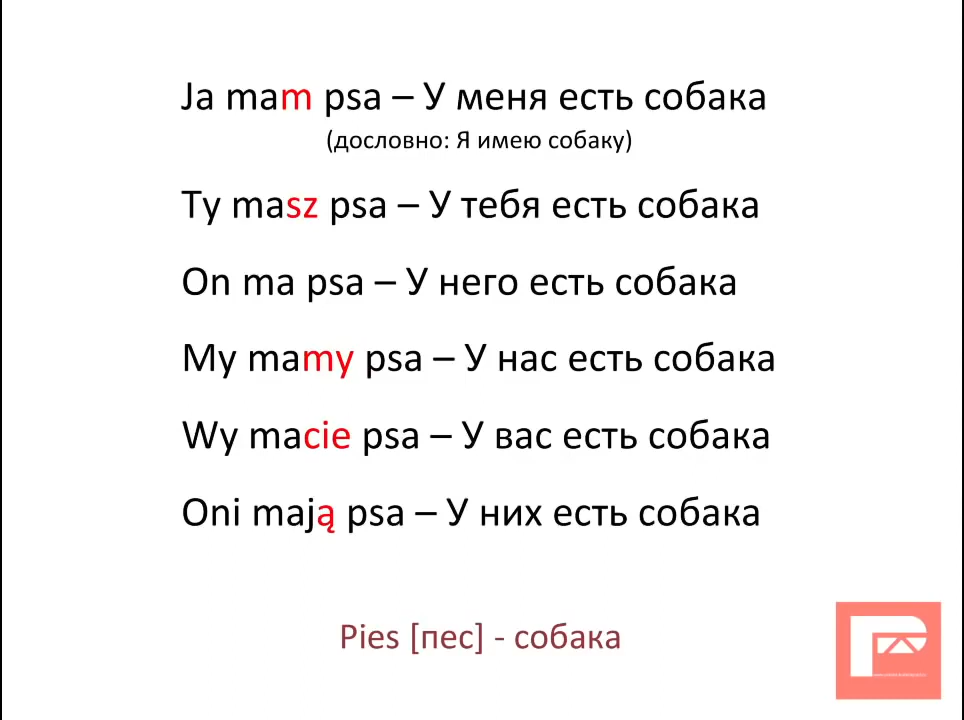 Ja mam psa – У меня есть собака
(дословно: Я имею собаку)
Ty masz psa – У тебя есть собака
On ma psa – У него есть собака
My mamy psa – У нас есть собака
Wy macie psa – У вас есть собака
Oni mają psa – У них есть собака
Pies [пес] - собака